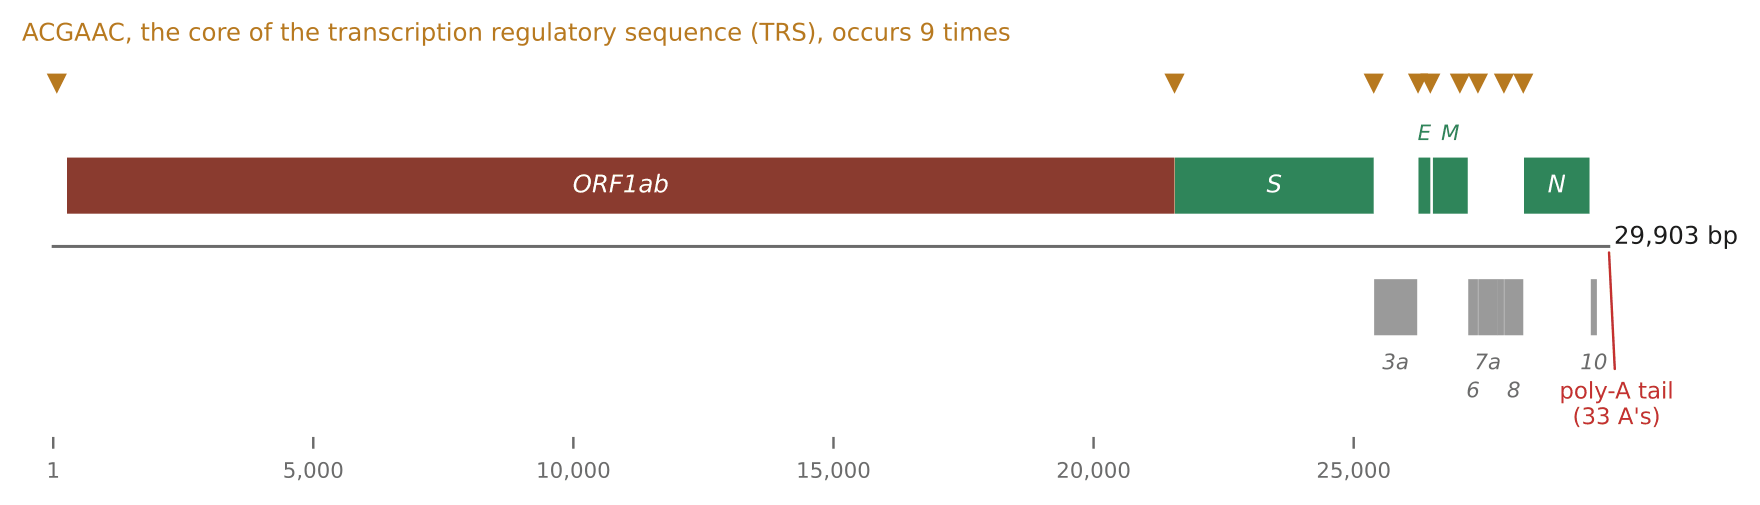 ACGAAC, the core of the transcription regulatory sequence (TRS), occurs 9 times
E M
ORF1ab S N
29,903 bp
3a 7a 10
6 8 poly-A tail
(33 A's)
1 5,000 10,000 15,000 20,000 25,000